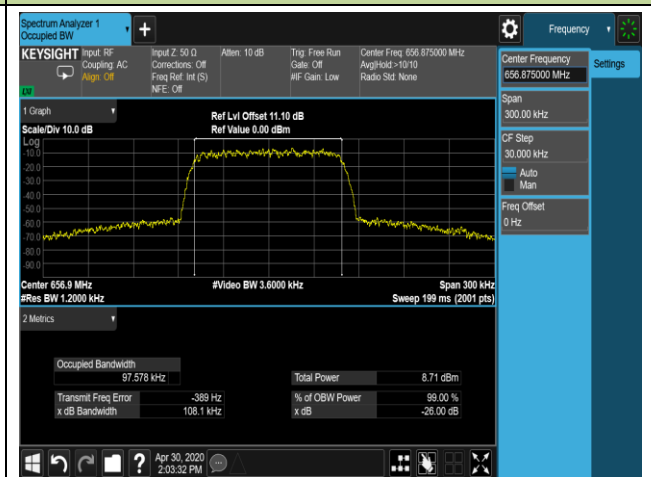 Spectrum Analyzer 1
Occupied BW
Frequency
KEYSIGHT
Input: RF
Coupling: AC
Align: Off
Input Z: 50 Ω
Corrections: Off
Freq Ref: Int (S)
NFE: Off
Atten: 10 dB
Trig: Free Run
Gate: Off
#IF Gain: Low
Center Freq: 656.875000 MHz
Avg|Hold:>10/10
Radio Std: None
Center Frequency
656.875000 MHz
Settings
Span
300.00 kHz
CF Step
30.000 kHz
Auto
Man
Freq Offset
0 Hz
1 Graph
Scale/Div 10.0 dB
Ref Lvl Offset 11.10 dB
Ref Value 0.00 dBm
Log
-10.0
-20.0
-30.0
-40.0
-50.0
-60.0
-70.0
-80.0
-90.0
Center 656.9 MHz
#Video BW 3.6000 kHz
Span 300 kHz
#Res BW 1.2000 kHz
Sweep 199 ms (2001 pts)
2 Metrics
Occupied Bandwidth
97.578 kHz
Total Power 8.71 dBm
Transmit Freq Error -389 Hz
% of OBW Power 99.00 %
x dB Bandwidth 108.1 kHz
x dB -26.00 dB
Apr 30, 2020
2:03:32 PM